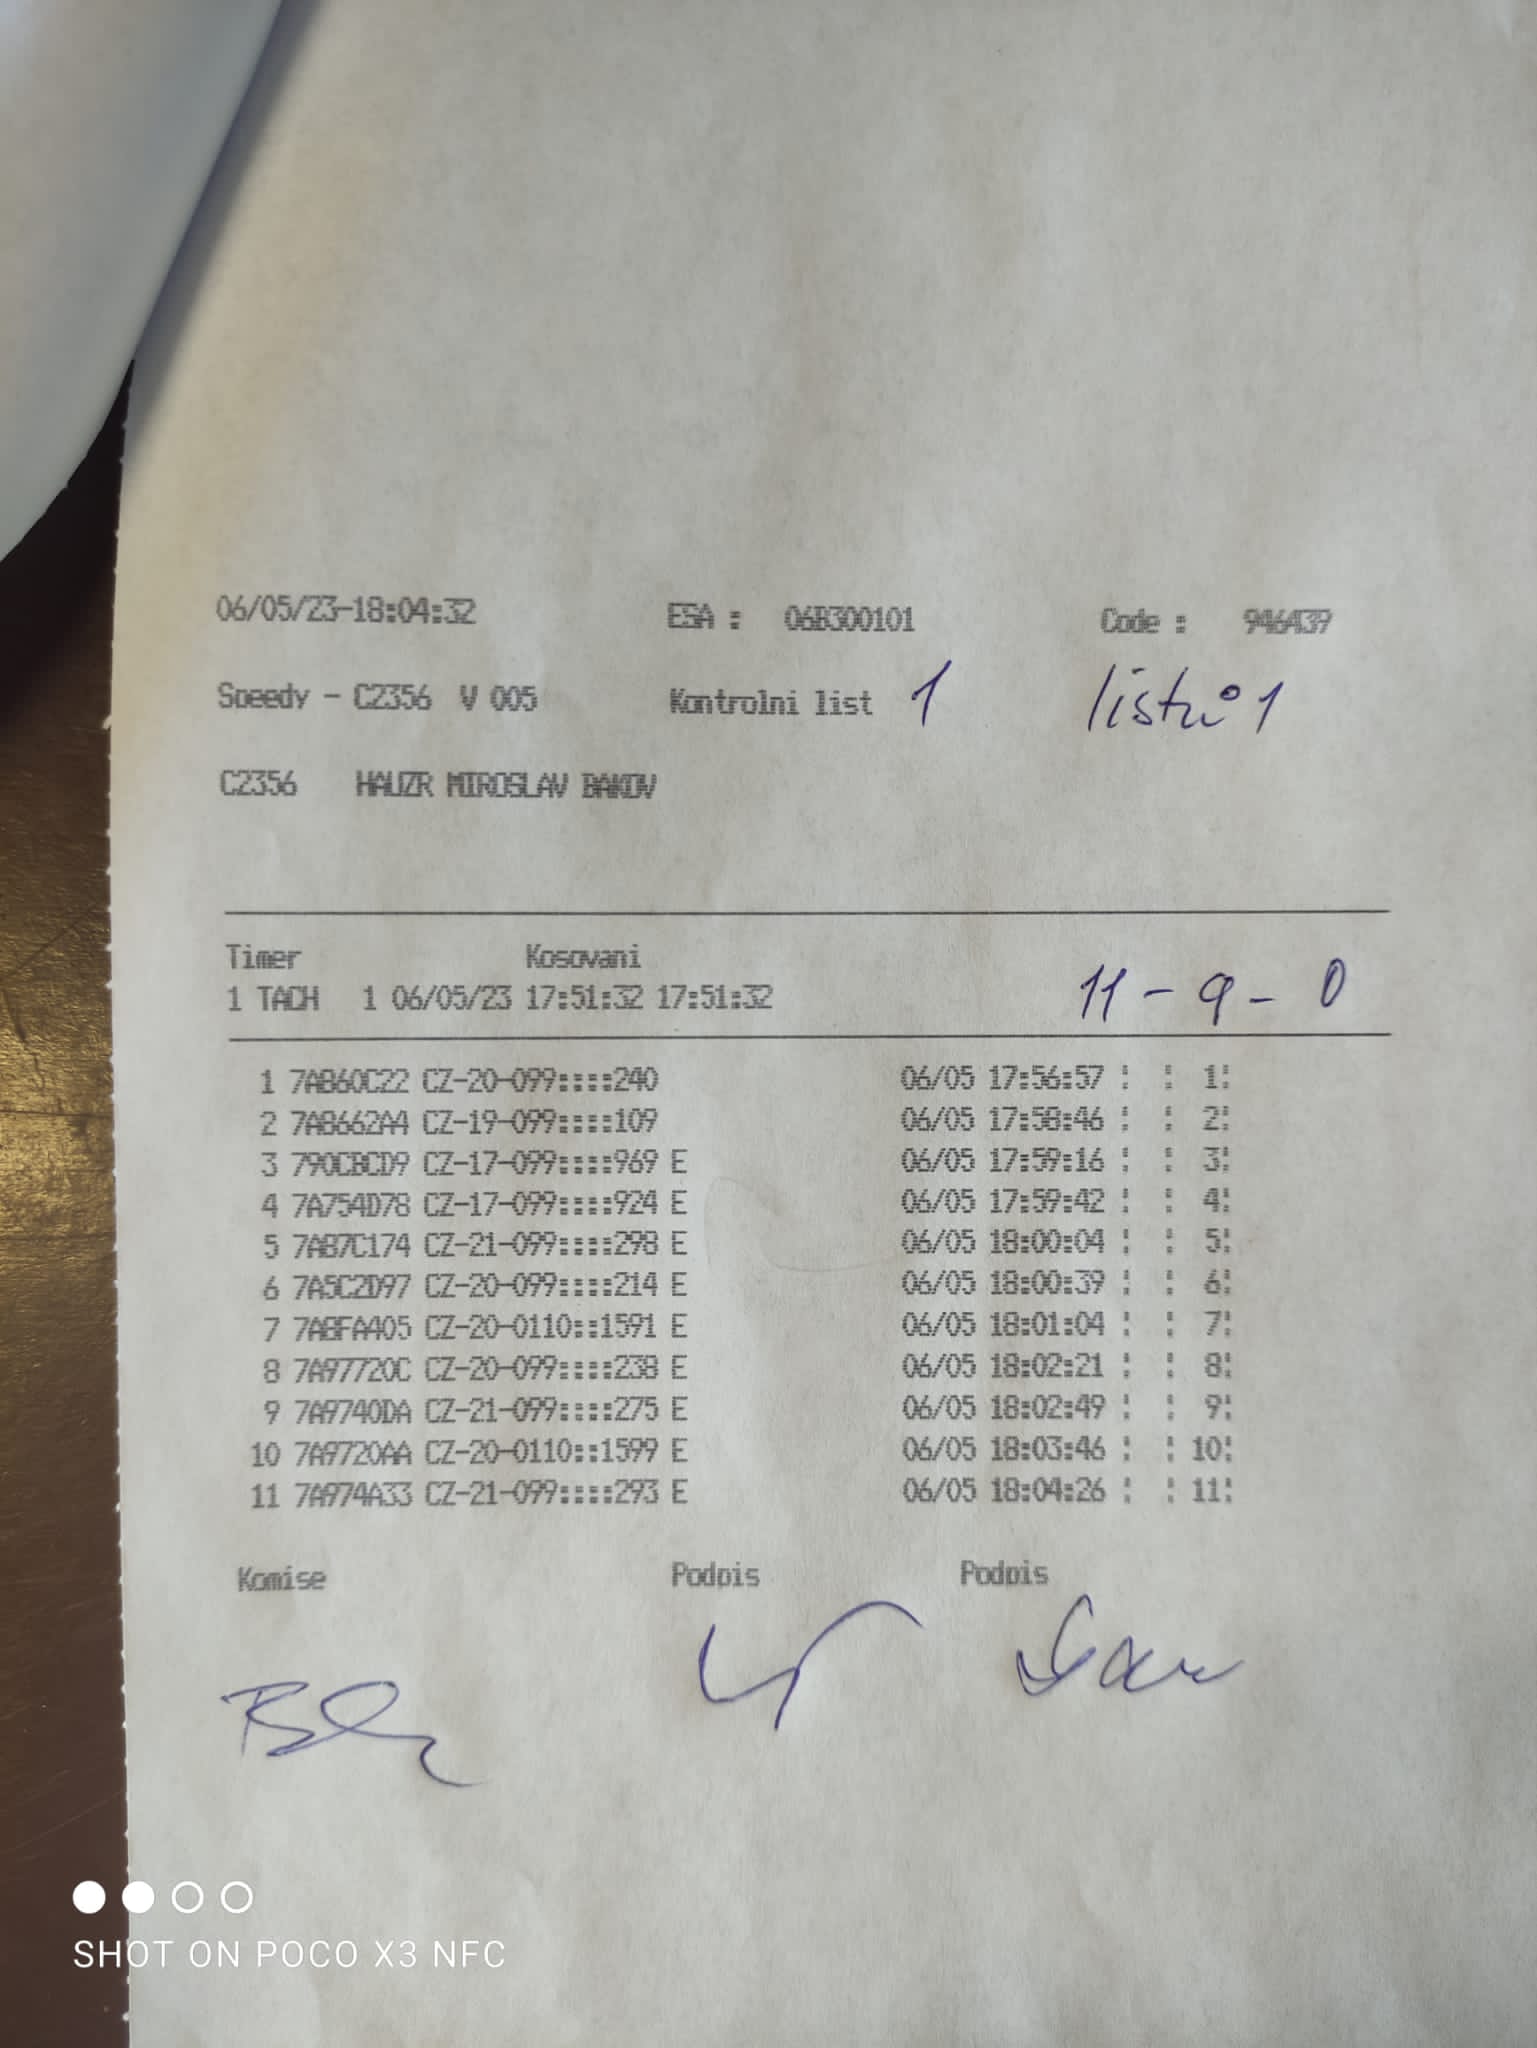 06/05/23-18:04:32 ESA : 06B300101 Code : 946439
Speedy - C2356 V 005 Kontrolni list 1 listů 1
C2356 HAUZR MIROSLAV BAKOV
Timer Kosovani
1 TACH 1 06/05/23 17:51:32 17:51:32 11 - 9 - 0
1 7AB60C22 CZ-20-099::::240 06/05 17:56:57 : : 1:
2 7AB662A4 CZ-19-099::::109 06/05 17:58:46 : : 2:
3 790CBCD9 CZ-17-099::::969 E 06/05 17:59:16 : : 3:
4 7A754D78 CZ-17-099::::924 E 06/05 17:59:42 : : 4:
5 7AB7C174 CZ-21-099::::298 E 06/05 18:00:04 : : 5:
6 7A5C2D97 CZ-20-099::::214 E 06/05 18:00:39 : : 6:
7 7ABFA405 CZ-20-0110::1591 E 06/05 18:01:04 : : 7:
8 7A97720C CZ-20-099::::238 E 06/05 18:02:21 : : 8:
9 7A9740DA CZ-21-099::::275 E 06/05 18:02:49 : : 9:
10 7A9720AA CZ-20-0110::1599 E 06/05 18:03:46 : : 10:
11 7A974A33 CZ-21-099::::293 E 06/05 18:04:26 : : 11:
Komise Podpis Podpis
SHOT ON POCO X3 NFC